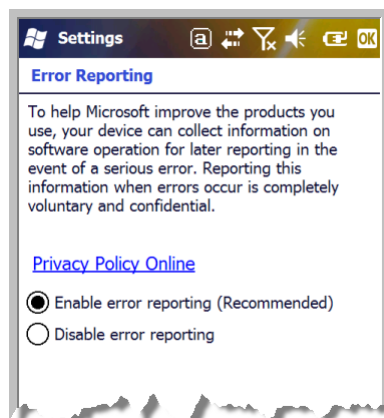 Settings
a
OK
Error Reporting
To help Microsoft improve the products you
use, your device can collect information on
software operation for later reporting in the
event of a serious error. Reporting this
information when errors occur is completely
voluntary and confidential.
Privacy Policy Online
Enable error reporting (Recommended)
Disable error reporting